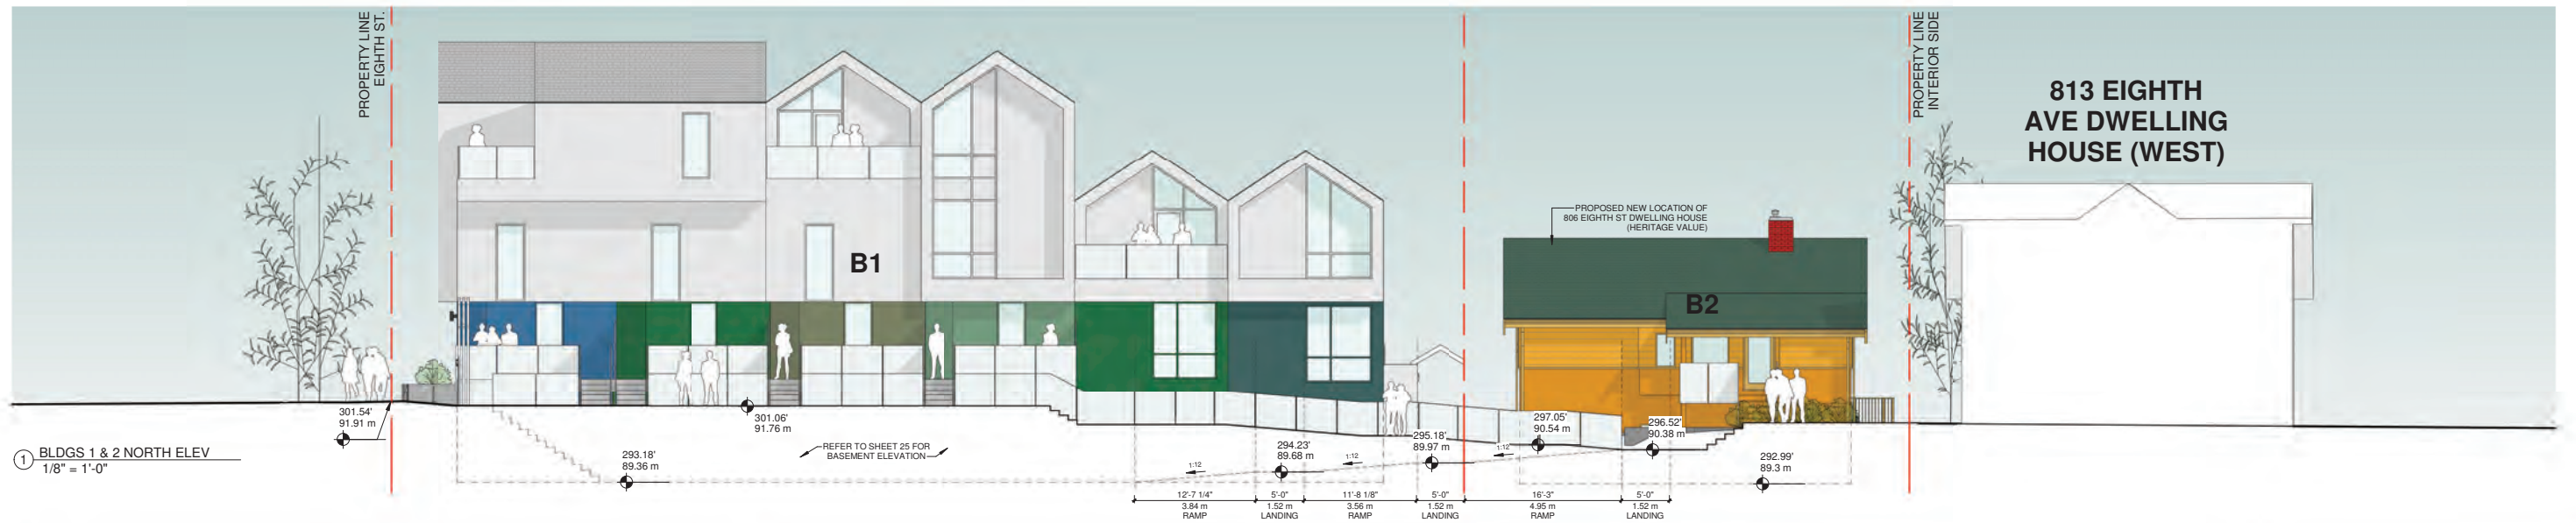 PROPERTY LINE
EIGHTH ST.
PROPERTY LINE
INTERIOR SIDE
813 EIGHTH
AVE DWELLING
HOUSE (WEST)
PROPOSED NEW LOCATION OF
806 EIGHTH ST DWELLING HOUSE
(HERITAGE VALUE)
B1
B2
301.54'
91.91 m
301.06'
91.76 m
297.05'
90.54 m
296.52'
90.38 m
295.18'
89.97 m
294.23'
89.68 m
293.18'
89.36 m
292.99'
89.3 m
REFER TO SHEET 25 FOR
BASEMENT ELEVATION
1:12
1:12
1:12
1 BLDGS 1 & 2 NORTH ELEV
1/8" = 1'-0"
12'-7 1/4"
3.84 m
RAMP
5'-0"
1.52 m
LANDING
11'-8 1/8"
3.56 m
RAMP
5'-0"
1.52 m
LANDING
16'-3"
4.95 m
RAMP
5'-0"
1.52 m
LANDING